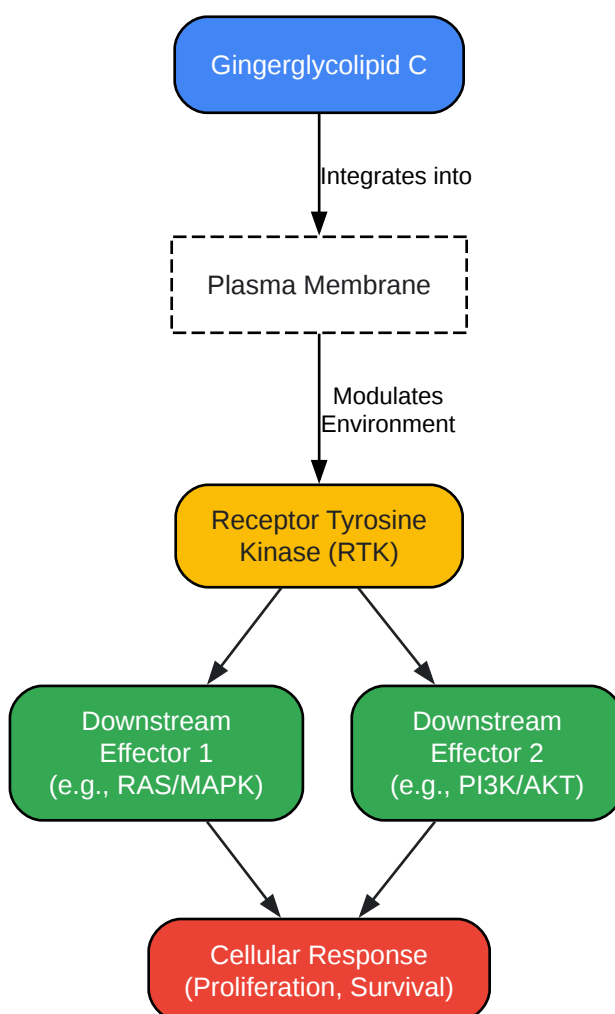 Gingerglycolipid C
Integrates into
Plasma Membrane
Modulates
Environment
Receptor Tyrosine
Kinase (RTK)
Downstream
Effector 1
(e.g., RAS/MAPK)
Downstream
Effector 2
(e.g., PI3K/AKT)
Cellular Response
(Proliferation, Survival)